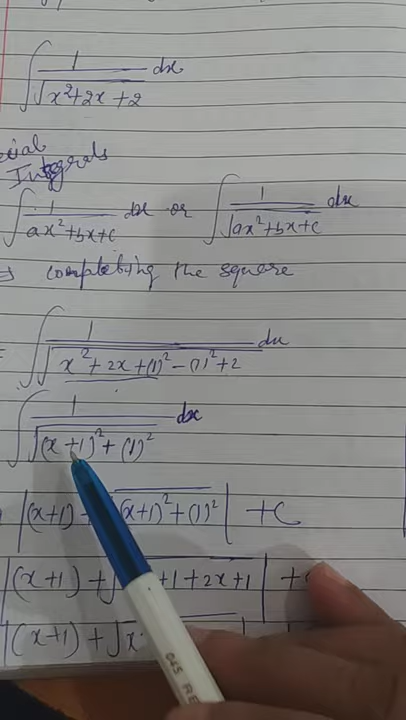 ∫ 1/√(x²+2x+2) dx
Integrals
∫ 1/(ax²+bx+c) dx or ∫ 1/√(ax²+bx+c) dx
completing the square
∫ 1/√(x²+2x+(1)²-(1)²+2) dx
∫ 1/√((x+1)²+(1)²) dx
|(x+1) √((x+1)²+(1)²)| +C
|(x+1) + √ +1+2x+1| +
|(x+1) + √x
045